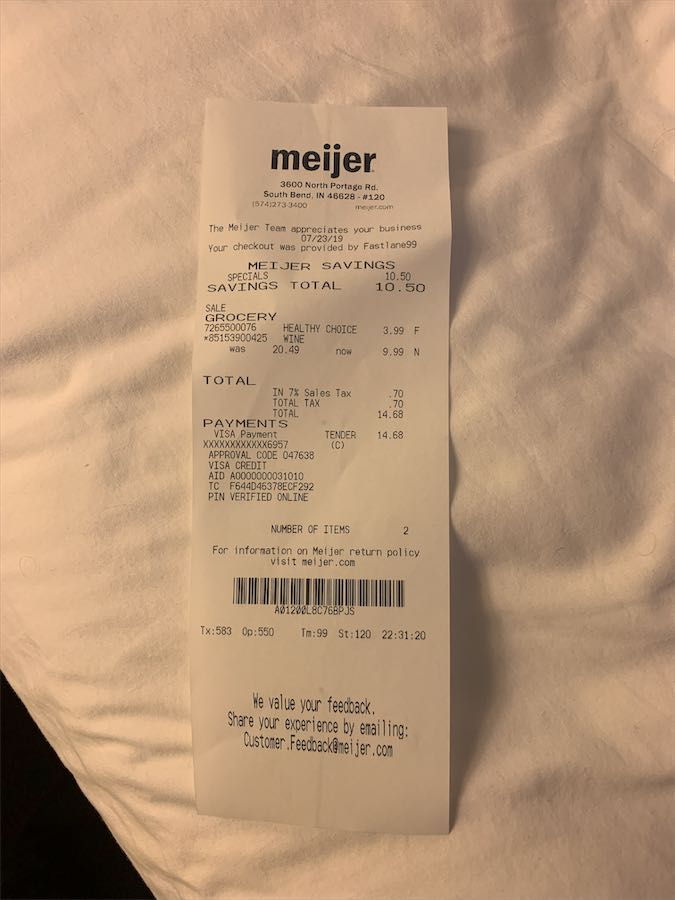 meijer
3600 North Portage Rd.
South Bend, IN 46628 - #120
(574)273-3400 meijer.com
The Meijer Team appreciates your business
07/23/19
Your checkout was provided by Fastlane99
MEIJER SAVINGS
SPECIALS 10.50
SAVINGS TOTAL 10.50
SALE
GROCERY
7265500076 HEALTHY CHOICE 3.99 F
*85153900425 WINE
was 20.49 now 9.99 N
TOTAL
IN 7% Sales Tax .70
TOTAL TAX .70
TOTAL 14.68
PAYMENTS
VISA Payment TENDER 14.68
XXXXXXXXXXXX6957 (C)
APPROVAL CODE 047638
VISA CREDIT
AID A0000000031010
TC F644D46378ECF292
PIN VERIFIED ONLINE
NUMBER OF ITEMS 2
For information on Meijer return policy
visit meijer.com
A01200L8C76BPJS
Tx:583 Op:550 Tm:99 St:120 22:31:20
We value your feedback.
Share your experience by emailing:
Customer.Feedback@meijer.com